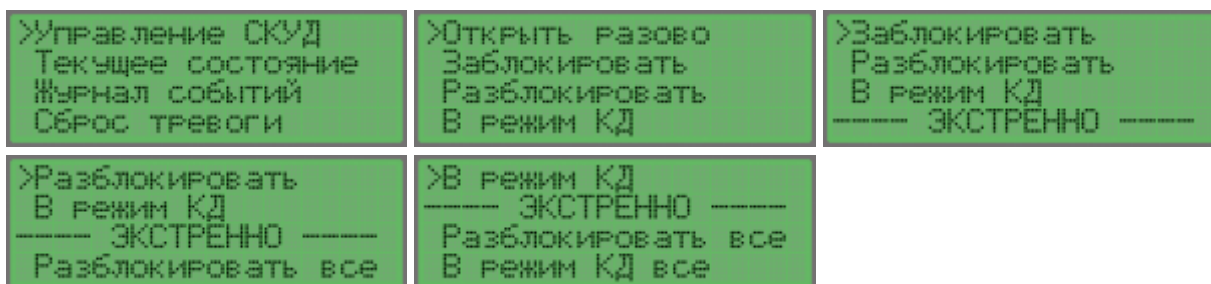 >Управление СКУД
Текущее состояние
Журнал событий
Сброс тревоги
>Открыть разово
Заблокировать
Разблокировать
В режим КД
>Заблокировать
Разблокировать
В режим КД
---- ЭКСТРЕННО ----
>Разблокировать
В режим КД
---- ЭКСТРЕННО ----
Разблокировать все
>В режим КД
---- ЭКСТРЕННО ----
Разблокировать все
В режим КД все